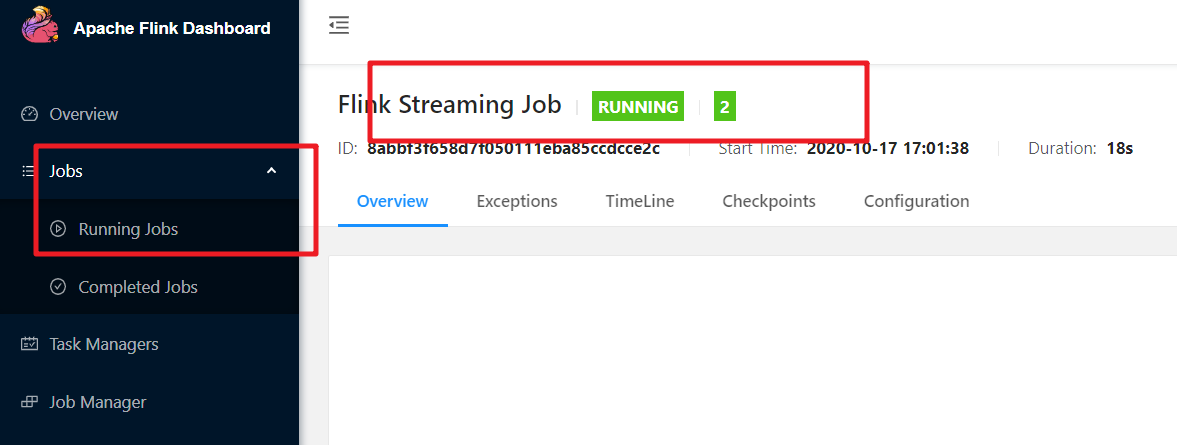 Apache Flink Dashboard
Overview
Jobs
Running Jobs
Completed Jobs
Task Managers
Job Manager
Flink Streaming Job RUNNING 2
ID: 8abbf3f658d7f050111eba85ccdcce2c Start Time: 2020-10-17 17:01:38 Duration: 18s
Overview Exceptions TimeLine Checkpoints Configuration